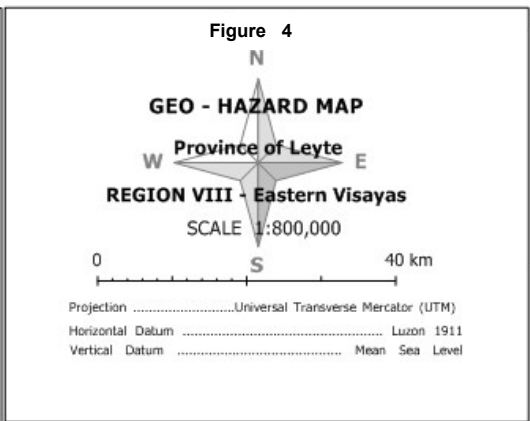 Figure 4
N
GEO - HAZARD MAP
Province of Leyte
W E
REGION VIII - Eastern Visayas
SCALE 1:800,000
S
0 40 km
Projection ..........................Universal Transverse Mercator (UTM)
Horizontal Datum .................................................... Luzon 1911
Vertical Datum ........................................... Mean Sea Level